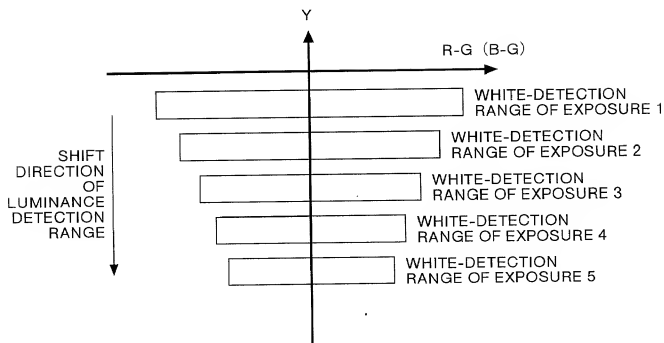 Y
R-G (B-G)
WHITE-DETECTION
RANGE OF EXPOSURE 1
WHITE-DETECTION
RANGE OF EXPOSURE 2
WHITE-DETECTION
RANGE OF EXPOSURE 3
WHITE-DETECTION
RANGE OF EXPOSURE 4
WHITE-DETECTION
RANGE OF EXPOSURE 5
SHIFT
DIRECTION
OF
LUMINANCE
DETECTION
RANGE